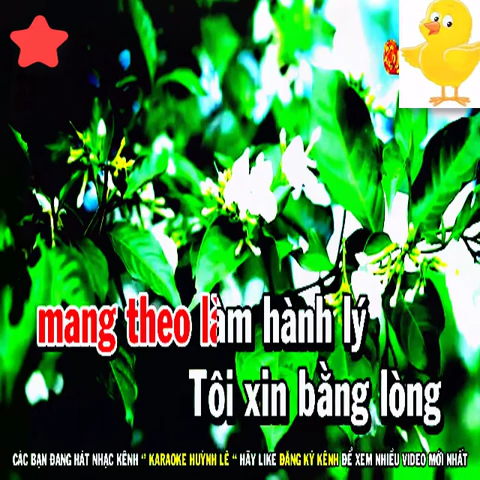 mang theo làm hành lý
Tôi xin bằng lòng
CÁC BẠN ĐANG HÁT NHẠC KÊNH " KARAOKE HUỲNH LÊ " HÃY LIKE ĐĂNG KÝ KÊNH ĐỂ XEM NHIỀU VIDEO MỚI NHẤT